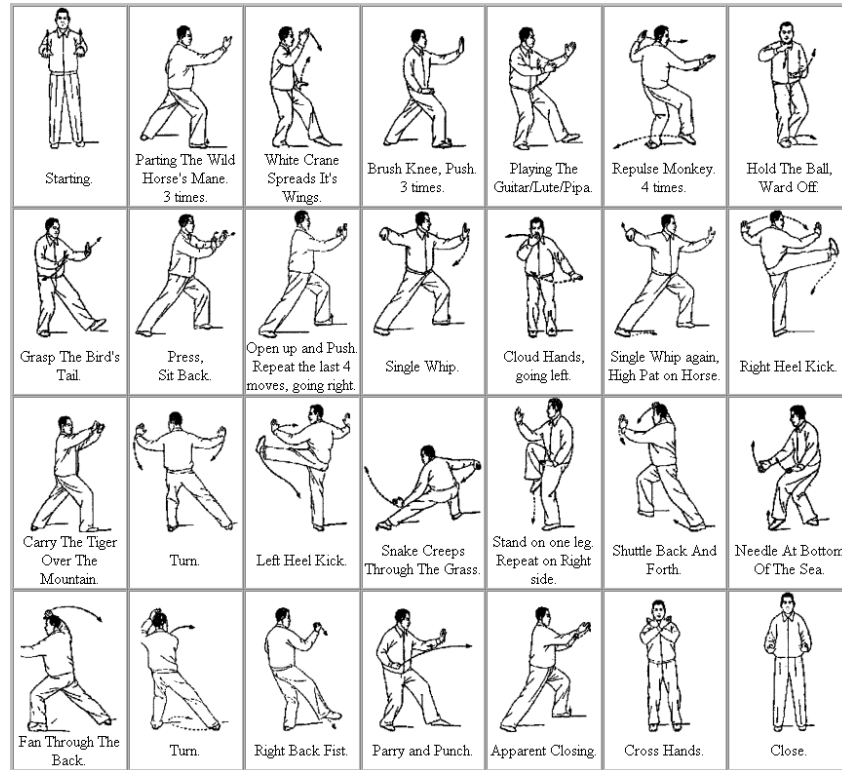 Starting.
Parting The Wild
Horse's Mane.
3 times.
White Crane
Spreads It's
Wings.
Brush Knee, Push.
3 times.
Playing The
Guitar/Lute/Pipa.
Repulse Monkey.
4 times.
Hold The Ball,
Ward Off.
Grasp The Bird's
Tail.
Press,
Sit Back.
Open up and Push.
Repeat the last 4
moves, going right.
Single Whip.
Cloud Hands,
going left.
Single Whip again,
High Pat on Horse.
Right Heel Kick.
Carry The Tiger
Over The
Mountain.
Turn.
Left Heel Kick.
Snake Creeps
Through The Grass.
Stand on one leg.
Repeat on Right
side.
Shuttle Back And
Forth.
Needle At Bottom
Of The Sea.
Fan Through The
Back.
Turn.
Right Back Fist.
Parry and Punch.
Apparent Closing.
Cross Hands.
Close.